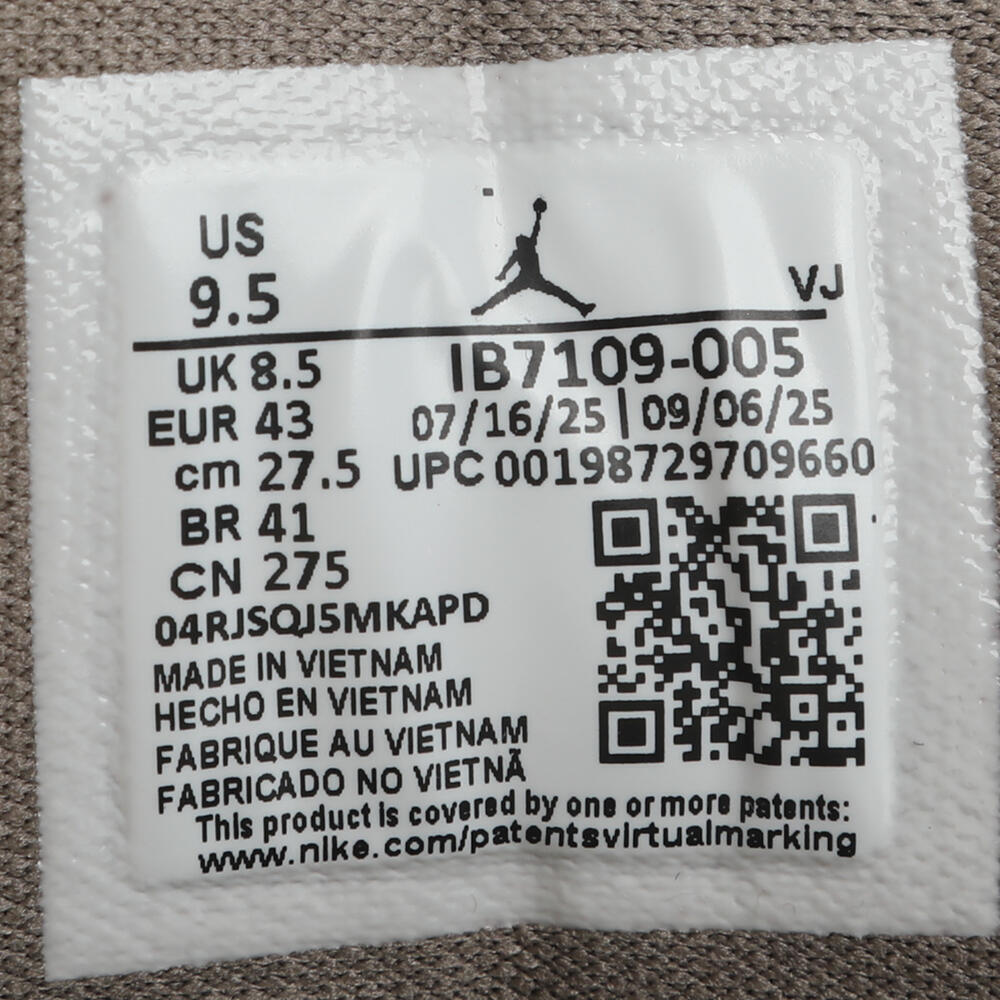 US
9.5
VJ
UK 8.5
IB7109-005
EUR 43
07/16/25 | 09/06/25
cm 27.5
UPC 00198729709660
BR 41
CN 275
04RJSQJ5MKAPD
MADE IN VIETNAM
HECHO EN VIETNAM
FABRIQUE AU VIETNAM
FABRICADO NO VIETNÃ
This product is covered by one or more patents:
www.nike.com/patentsvirtualmarking